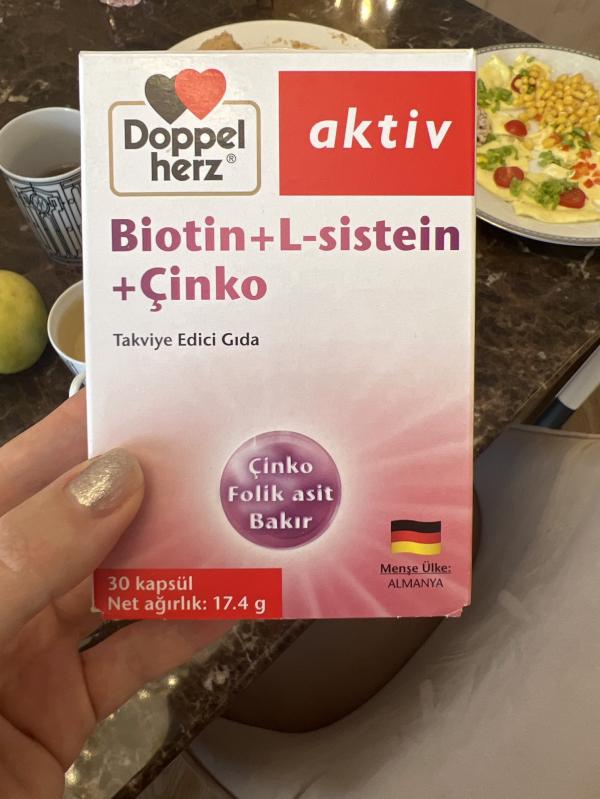 Doppel
herz®
aktiv
Biotin+L-sistein
+Çinko
Takviye Edici Gıda
Çinko
Folik asit
Bakır
30 kapsül
Net ağırlık: 17.4 g
Menşe Ülke:
ALMANYA